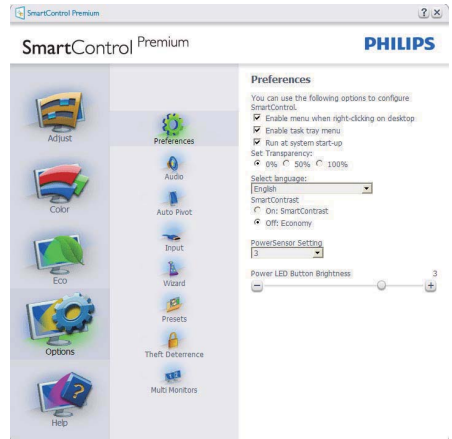 SmartControl Premium
? ×
SmartControl Premium
PHILIPS
Adjust
Color
Eco
Options
Help
Preferences
Audio
Auto Pivot
Input
Wizard
Presets
Theft Deterrence
Multi Monitors
Preferences
You can use the following options to configure
SmartControl.
Enable menu when right-clicking on desktop
Enable task tray menu
Run at system start-up
Set Transparency:
0% 50% 100%
Select language:
English
SmartContrast
On: SmartContrast
Off: Economy
PowerSensor Setting
3
Power LED Button Brightness 3